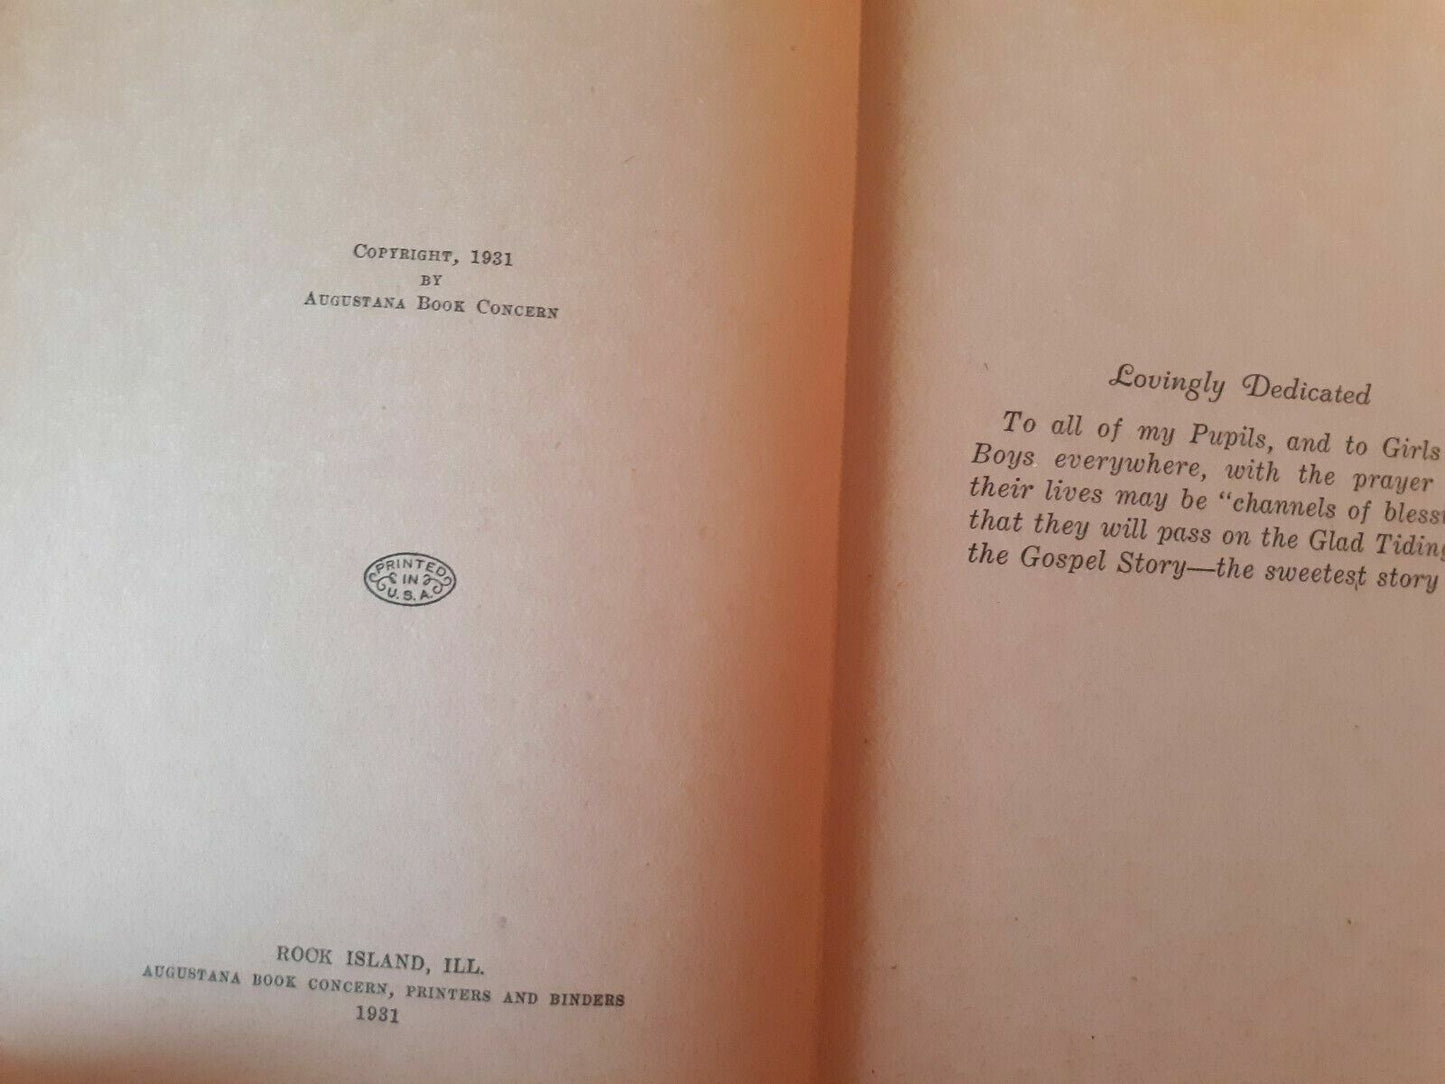 COPYRIGHT, 1931
BY
AUGUSTANA BOOK CONCERN
PRINTED
IN
U.S.A.
ROCK ISLAND, ILL.
AUGUSTANA BOOK CONCERN, PRINTERS AND BINDERS
1931
Lovingly Dedicated
To all of my Pupils, and to Girls
Boys everywhere, with the prayer
their lives may be “channels of
that they will pass on the Glad
the Gospel Story—the sweetest story